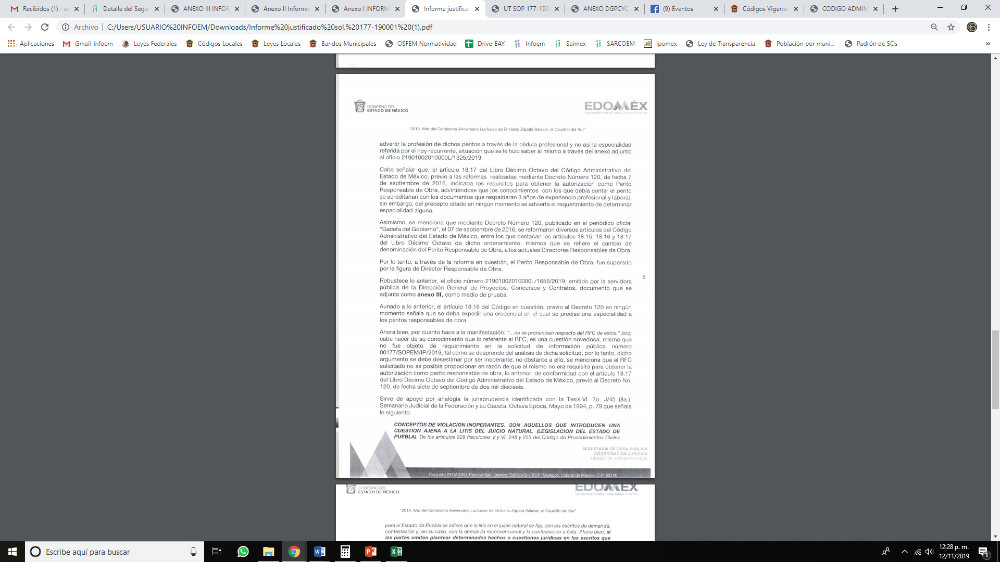 Recibidos (1) - ce
Detalle del Segui
ANEXO III INFOR
Anexo II Informe
Anexo I INFORM
Informe justificac
UT SOP 177-190
ANEXO DGPCYC
(9) Eventos
Códigos Vigente
CODIGO ADMIN
Archivo
C:/Users/USUARIO%20INFOEM/Downloads/Informe%20justificado%20sol.%20177-190001%20(1).pdf
Aplicaciones
Gmail-Infoem
Leyes Federales
Códigos Locales
Leyes Locales
Bandos Municipales
OSFEM Normatividad
Drive-EAY
Infoem
Saimex
SARCOEM
Ipomex
Ley de Transparencia
Población por muni...
Padrón de SOs
»
GOBIERNO DEL
ESTADO DE MÉXICO
EDOMÉX
DECISIONES FIRMES, RESULTADOS FUERTES.
"2019. Año del Centésimo Aniversario Luctuoso de Emiliano Zapata Salazar, el Caudillo del Sur"
advertir la profesión de dichos peritos a través de la cédula profesional y no así la especialidad
referida por el hoy recurrente, situación que se le hizo saber al mismo a través del anexo adjunto
al oficio 21901002010000L/1325/2019.
Cabe señalar que, el artículo 18.17 del Libro Décimo Octavo del Código Administrativo del
Estado de México, previo a las reformas realizadas mediante Decreto Número 120, de fecha 7
de septiembre de 2016, indicaba los requisitos para obtener la autorización como Perito
Responsable de Obra, advirtiéndose que los conocimientos con los que debía contar el perito
se acreditarían con los documentos que respaldaran 3 años de experiencia profesional y laboral,
sin embargo, del precepto citado en ningún momento se advierte el requerimiento de determinar
especialidad alguna.
Asimismo, se menciona que mediante Decreto Número 120, publicado en el periódico oficial
"Gaceta del Gobierno", el 07 de septiembre de 2016, se reformaron diversos artículos del Código
Administrativo del Estado de México, entre los que destacan los artículos 18.15, 18.16 y 18.17
del Libro Décimo Octavo de dicho ordenamiento, mismos que se refiere el cambio de
denominación del Perito Responsable de Obra, a los actuales Directores Responsables de Obra.
Por lo tanto, a través de la reforma en cuestión, el Perito Responsable de Obra, fue superado
por la figura de Director Responsable de Obra.
5
Robustece lo anterior, el oficio número 21901002010000L/1656/2019, emitido por la servidora
pública de la Dirección General de Proyectos, Concursos y Contratos, documento que se
adjunta como anexo III, como medio de prueba.
Aunado a lo anterior, el artículo 18.16 del Código en cuestión, previo al Decreto 120 en ningún
momento señala que se deba expedir una credencial en el cual se precise una especialidad a
los peritos responsables de obra.
Ahora bien, por cuanto hace a la manifestación: "...no se pronuncian respecto del RFC de estos." (sic);
cabe hacer de su conocimiento que lo referente al RFC, es una cuestión novedosa, misma que
no fue objeto de requerimiento en la solicitud de información pública número
00177/SOPEM/IP/2019, tal como se desprende del análisis de dicha solicitud, por lo tanto, dicho
argumento se debe desestimar por ser inoperante; no obstante a ello, se menciona que el RFC
solicitado no es posible propocionar en razón de que el mismo no era requisito para obtener la
autorización como perito responsable de obra, lo anterior, de conformidad con el artículo 18.17
del Libro Décimo Octavo del Código Administrativo del Estado de México, previo al Decreto No.
120, de fecha siete de septiembre de dos mil dieciseis.
Sirve de apoyo por analogía la jurisprudencia identificada con la Tesis VI. 3o. J/45 (8a.),
Semanario Judicial de la Federación y su Gaceta, Octava Época, Mayo de 1994, p. 79 que señala
lo siguiente:
CONCEPTOS DE VIOLACION INOPERANTES. SON AQUELLOS QUE INTRODUCEN UNA
CUESTION AJENA A LA LITIS DEL JUICIO NATURAL. (LEGISLACION DEL ESTADO DE
PUEBLA). De los artículos 229 fracciones V y VI, 248 y 253 del Código de Procedimientos Civiles
SECRETARÍA DE OBRA PÚBLICA
COORDINACION JURÍDICA
UNIDAD DE TRANSPARENCIA
Conjunto SEDAGRO, Rancho San Lorenzo, Edificio B-1 SOP, Metepec, Estado de México, C.P. 52140
GOBIERNO DEL
ESTADO DE MÉXICO
EDOMÉX
DECISIONES FIRMES, RESULTADOS FUERTES.
"2019. Año del Centésimo Aniversario Luctuoso de Emiliano Zapata Salazar, el Caudillo del Sur"
para el Estado de Puebla se infiere que la litis en el juicio natural se fija, con los escritos de demanda,
contestación y, en su caso, con la demanda reconvencional y la contestación a ésta. Ahora bien, si
las partes omiten plantear determinados hechos o cuestiones jurídicas en los escritos que
Escribe aquí para buscar
12:28 p. m.
12/11/2019
1